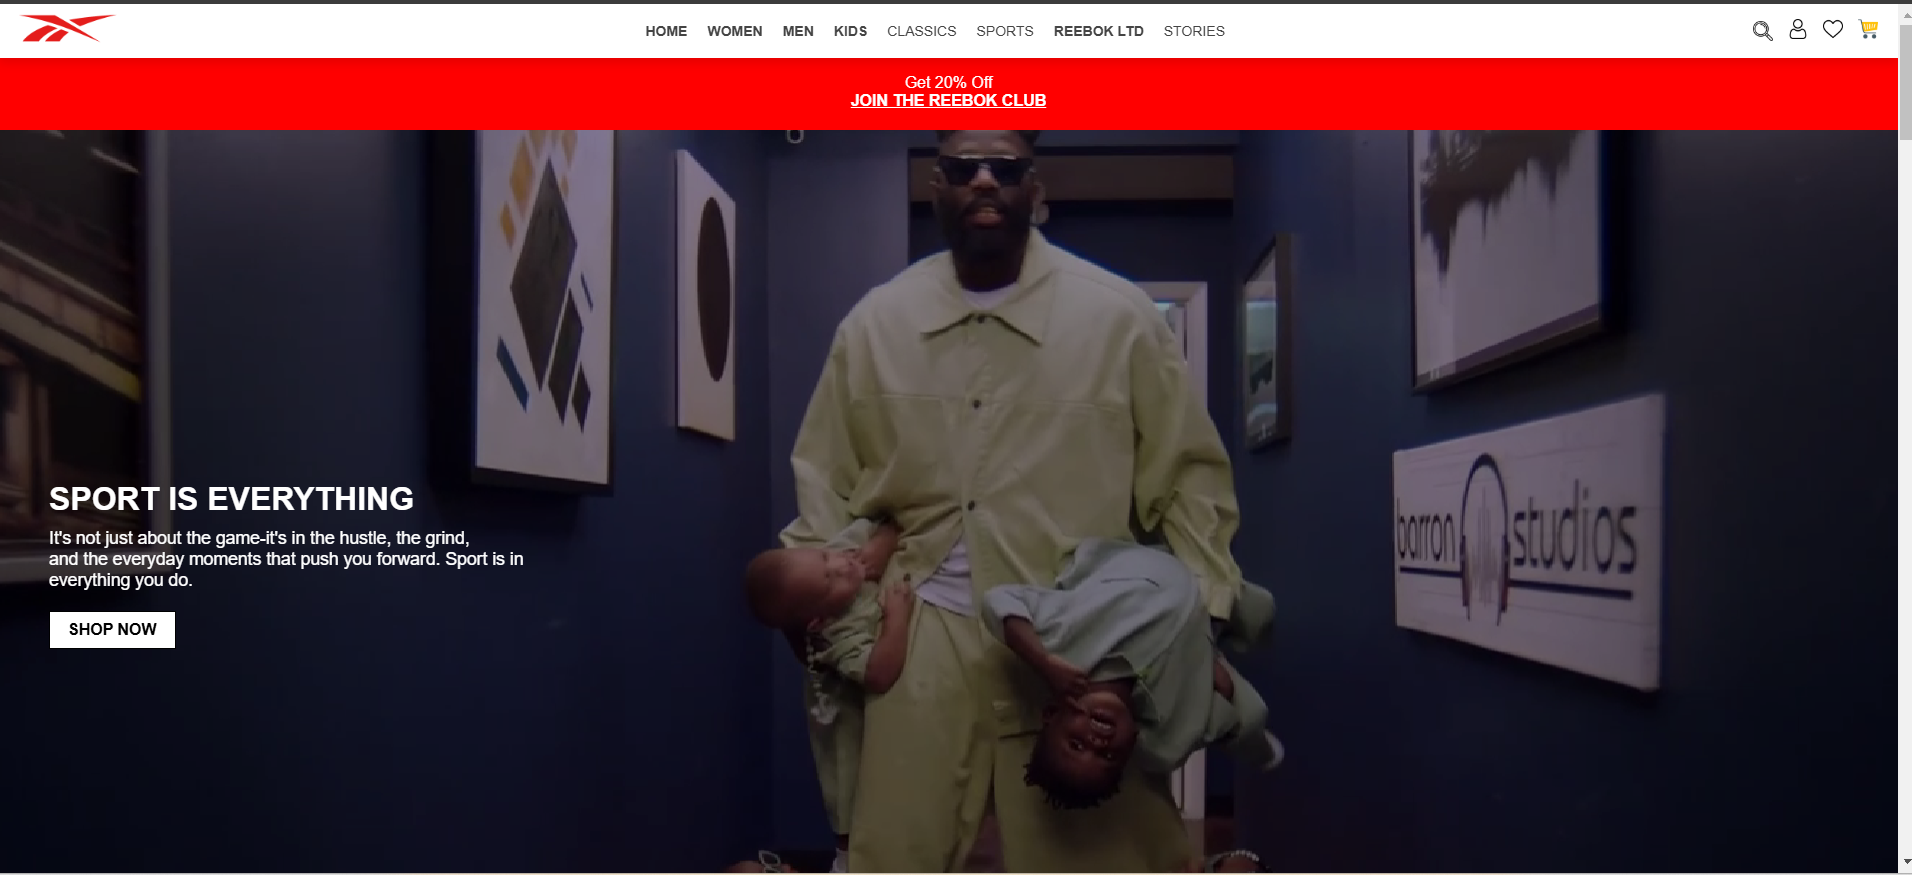 HOME WOMEN MEN KIDS CLASSICS SPORTS REEBOK LTD STORIES
Get 20% Off
JOIN THE REEBOK CLUB
barron studios
SPORT IS EVERYTHING
It's not just about the game-it's in the hustle, the grind,
and the everyday moments that push you forward. Sport is in
everything you do.
SHOP NOW